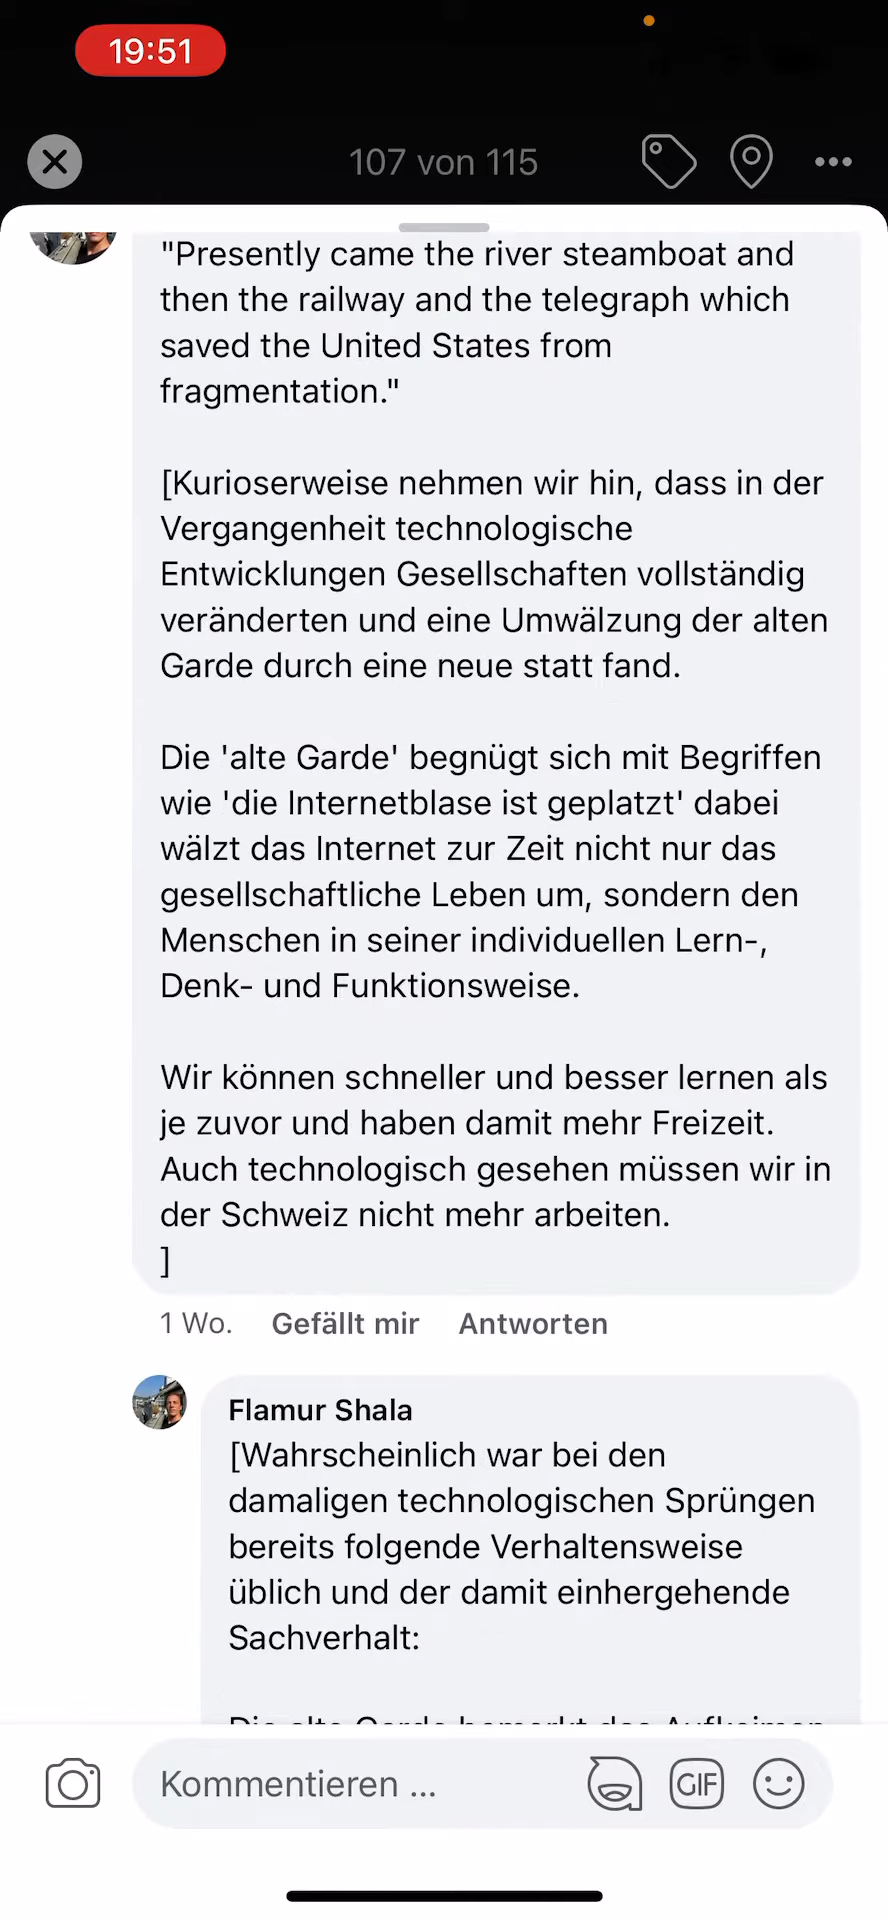 19:51
107 von 115
"Presently came the river steamboat and
then the railway and the telegraph which
saved the United States from
fragmentation."
[Kurioserweise nehmen wir hin, dass in der
Vergangenheit technologische
Entwicklungen Gesellschaften vollständig
veränderten und eine Umwälzung der alten
Garde durch eine neue statt fand.
Die 'alte Garde' begnügt sich mit Begriffen
wie 'die Internetblase ist geplatzt' dabei
wälzt das Internet zur Zeit nicht nur das
gesellschaftliche Leben um, sondern den
Menschen in seiner individuellen Lern-,
Denk- und Funktionsweise.
Wir können schneller und besser lernen als
je zuvor und haben damit mehr Freizeit.
Auch technologisch gesehen müssen wir in
der Schweiz nicht mehr arbeiten.
]
1 Wo. Gefällt mir Antworten
Flamur Shala
[Wahrscheinlich war bei den
damaligen technologischen Sprüngen
bereits folgende Verhaltensweise
üblich und der damit einhergehende
Sachverhalt:
Die alte Garde bemerkt das Aufkeimen
Kommentieren ...
GIF